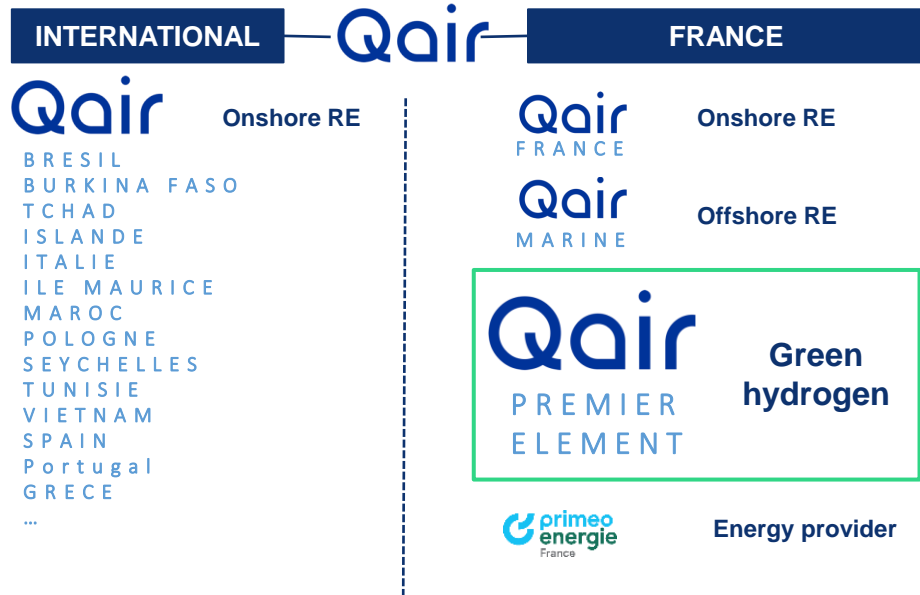 INTERNATIONAL
Qair
FRANCE
Qair
Onshore RE
BRESIL
BURKINA FASO
TCHAD
ISLANDE
ITALIE
ILE MAURICE
MAROC
POLOGNE
SEYCHELLES
TUNISIE
VIETNAM
SPAIN
Portugal
GRECE
…
Qair
FRANCE
Onshore RE
Qair
MARINE
Offshore RE
Qair
PREMIER
ELEMENT
Green
hydrogen
primeo
energie
France
Energy provider